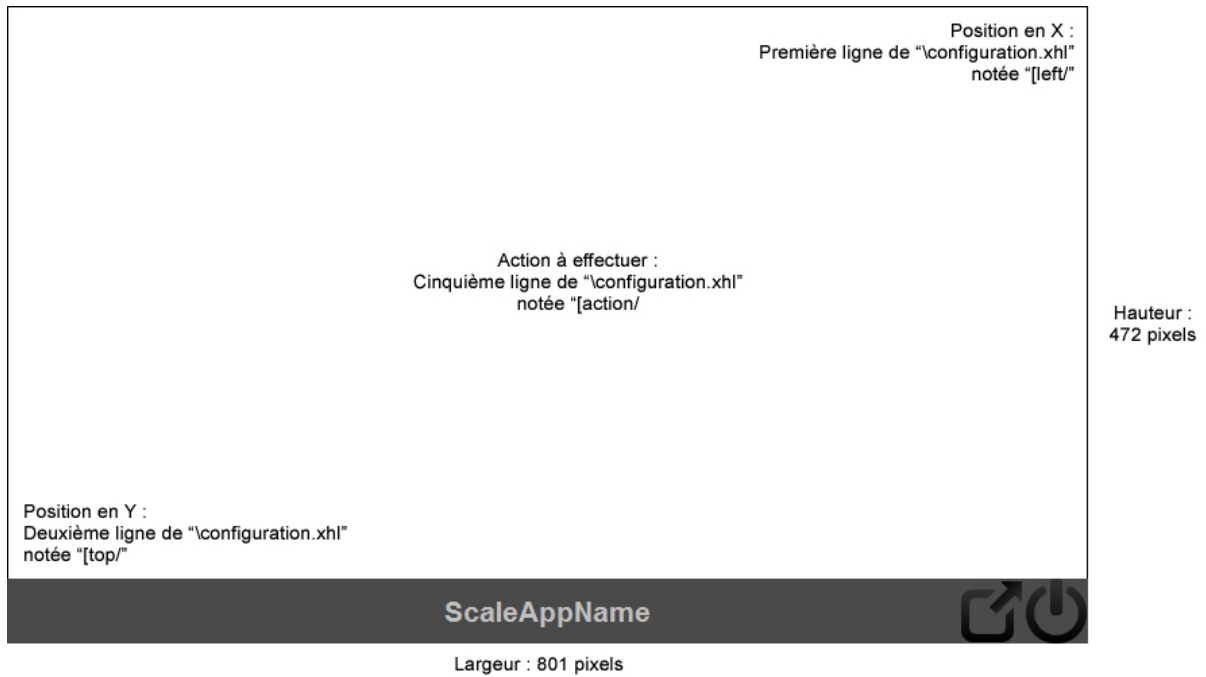 Position en X :
Première ligne de “\configuration.xhl”
notée “[left/”
Action à effectuer :
Cinquième ligne de “\configuration.xhl”
notée “[action/
Hauteur :
472 pixels
Position en Y :
Deuxième ligne de “\configuration.xhl”
notée “[top/”
ScaleAppName
Largeur : 801 pixels